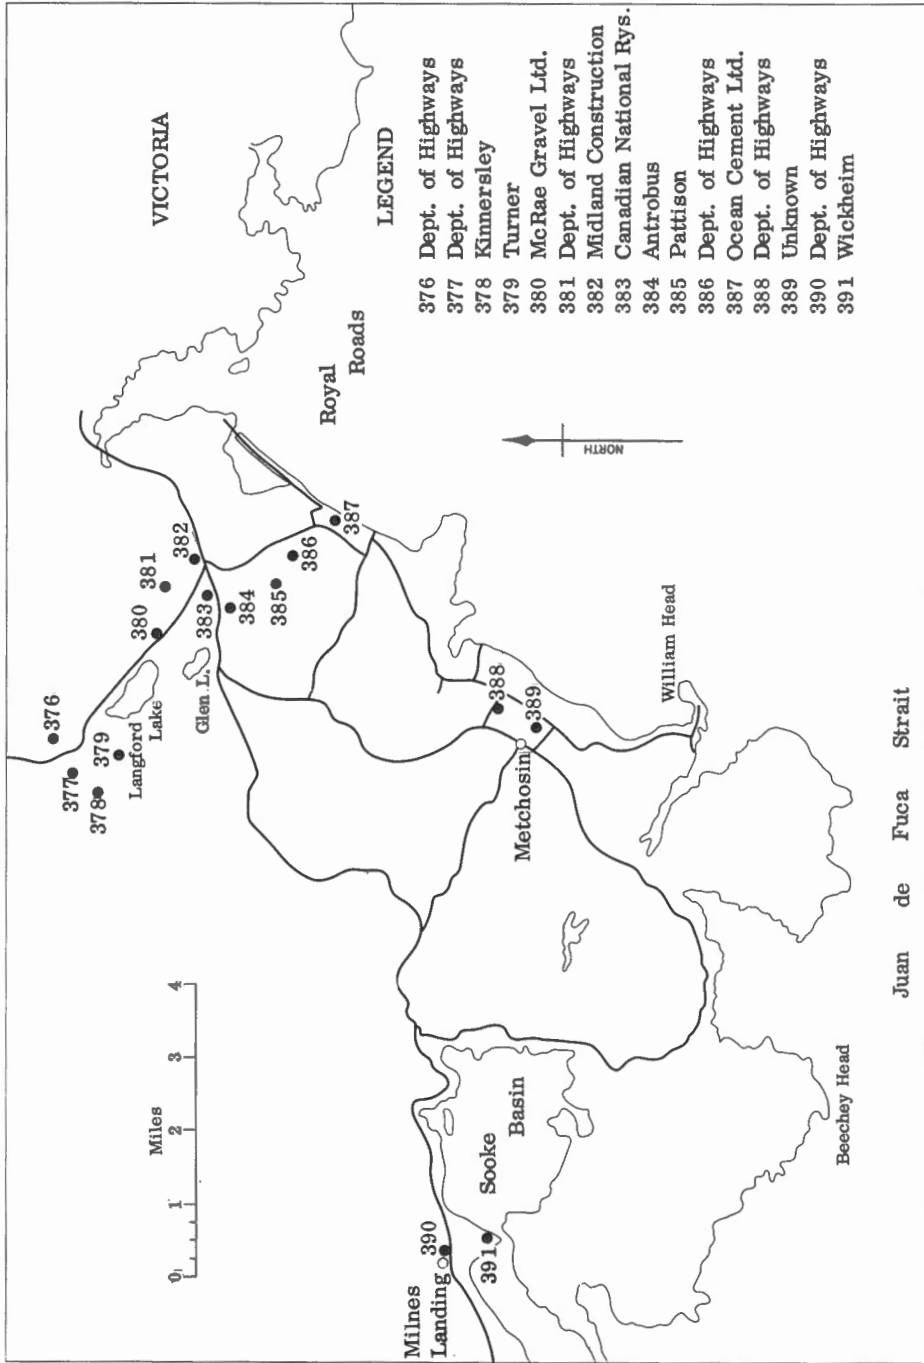 Miles
0 1 2 3 4
VICTORIA
376
377
378
379
Langford
Lake
380
381
382
383
Glen L.
384
385
386
387
Royal
Roads
388
389
Metchosin
William Head
Milnes
Landing
390
391
Sooke
Basin
Beechey Head
Juan de Fuca Strait
NORTH
LEGEND
376 Dept. of Highways
377 Dept. of Highways
378 Kinnersley
379 Turner
380 McRae Gravel Ltd.
381 Dept. of Highways
382 Midland Construction
383 Canadian National Rys.
384 Antrobus
385 Pattison
386 Dept. of Highways
387 Ocean Cement Ltd.
388 Dept. of Highways
389 Unknown
390 Dept. of Highways
391 Wickheim